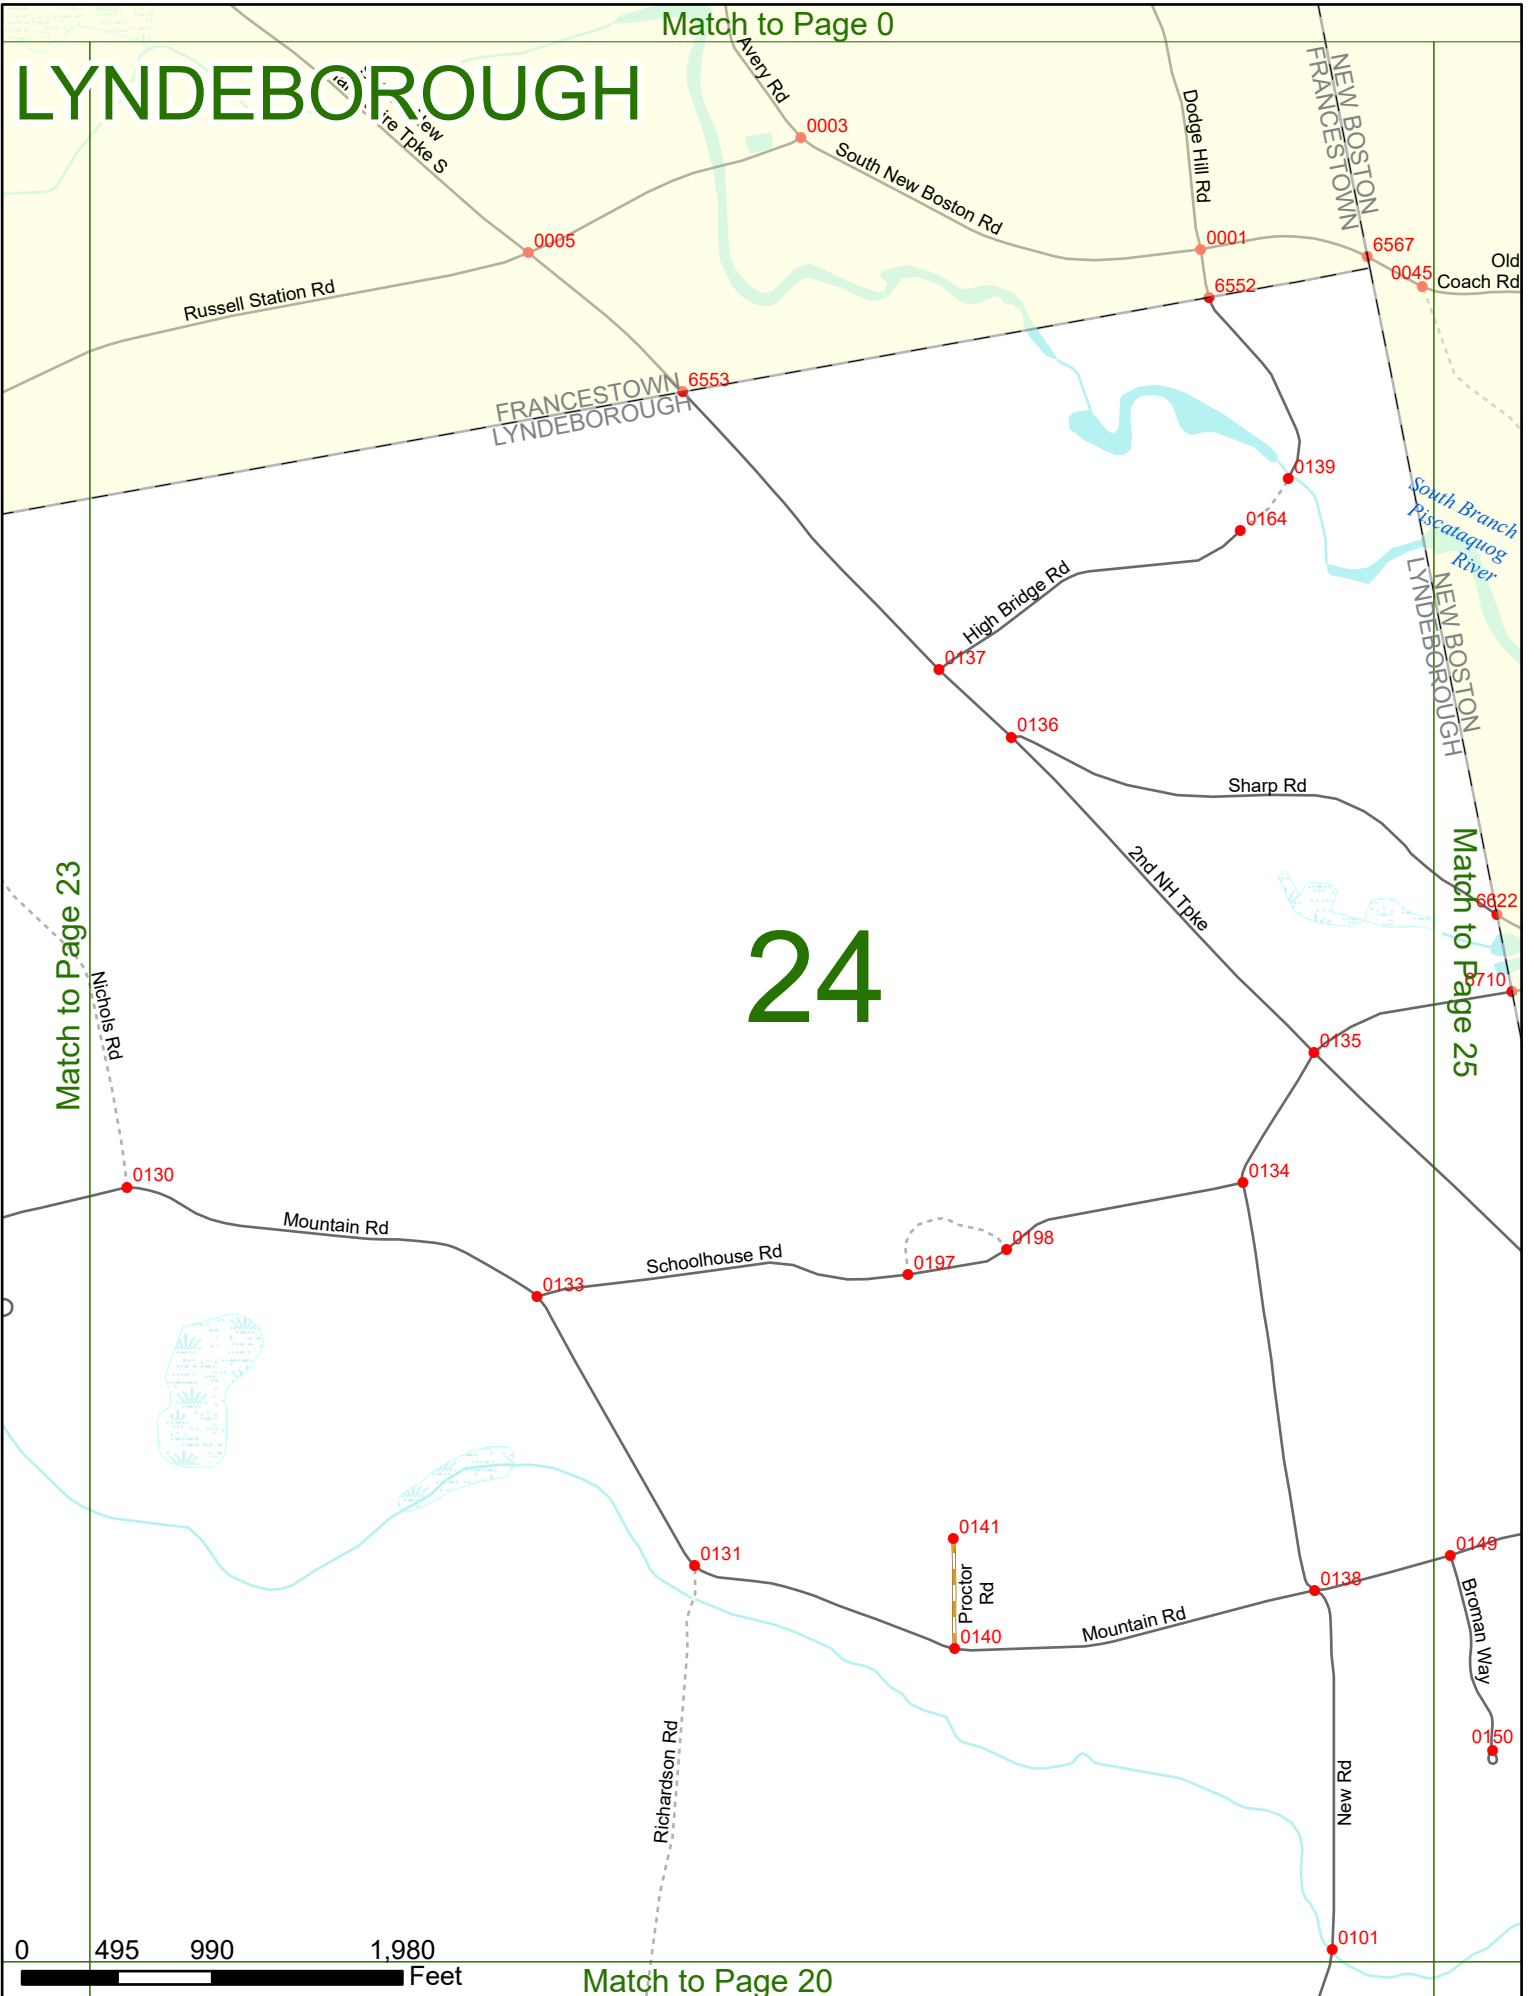 Match to Page 0
LYNDEBOROUGH
Avery Rd
0003
South New Boston Rd
Dodge Hill Rd
NEW BOSTON
FRANCESTOWN
ire Tpke S
0005
Russell Station Rd
0001
6567
0045
Old
Coach Rd
6552
6553
FRANCESTOWN
LYNDEBOROUGH
0139
0164
South Branch
Piscataquog
River
High Bridge Rd
0137
NEW BOSTON
LYNDEBOROUGH
0136
Sharp Rd
2nd NH Tpke
Match to Page 23
Nichols Rd
24
6622
Match to Page 25
0135
0130
0134
Mountain Rd
0198
Schoolhouse Rd
0197
0133
0141
0131
Proctor
Rd
0149
0138
0140
Mountain Rd
Broman Way
Richardson Rd
0150
New Rd
0101
0 495 990 1,980
Feet
Match to Page 20